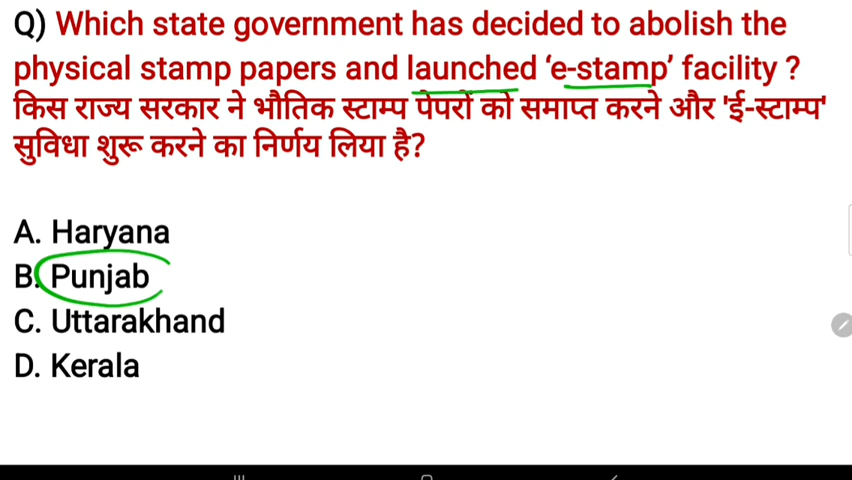 Q) Which state government has decided to abolish the
physical stamp papers and launched ‘e-stamp’ facility ?
किस राज्य सरकार ने भौतिक स्टाम्प पेपरों को समाप्त करने और 'ई-स्टाम्प'
सुविधा शुरू करने का निर्णय लिया है?
A. Haryana
B. Punjab
C. Uttarakhand
D. Kerala